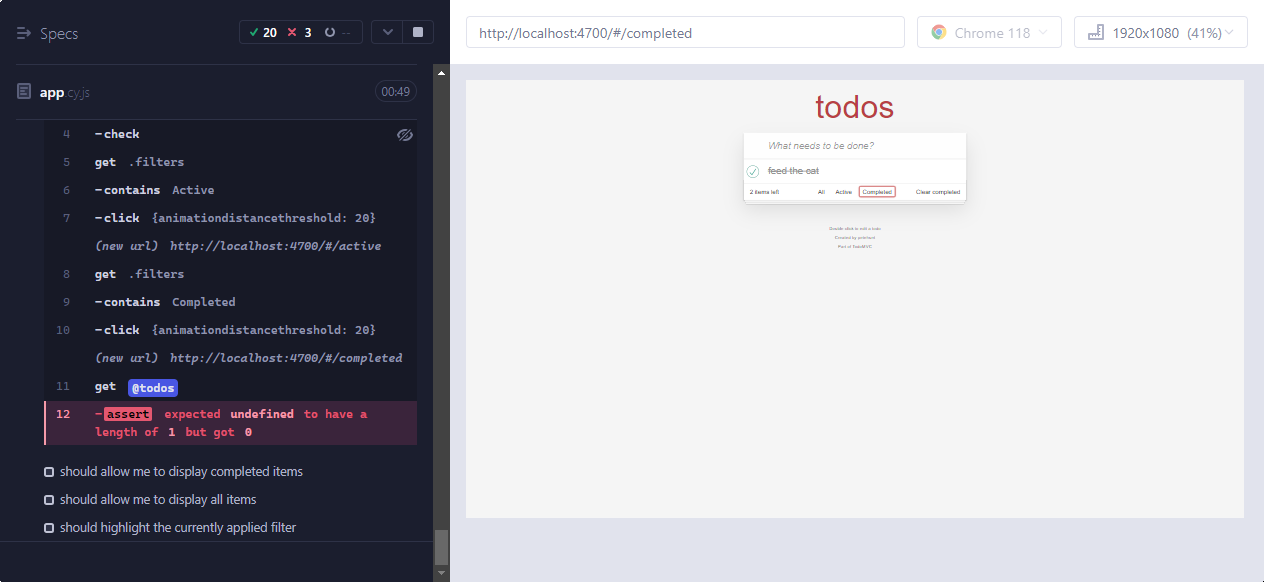 Specs
20 3 --
app.cy.js
00:49
4 -check
5 get .filters
6 -contains Active
7 -click {animationdistancethreshold: 20}
(new url) http://localhost:4700/#/active
8 get .filters
9 -contains Completed
10 -click {animationdistancethreshold: 20}
(new url) http://localhost:4700/#/completed
11 get @todos
12 -assert expected undefined to have a
length of 1 but got 0
should allow me to display completed items
should allow me to display all items
should highlight the currently applied filter
http://localhost:4700/#/completed
Chrome 118
1920x1080 (41%)
todos
What needs to be done?
feed the cat
2 items left All Active Completed Clear completed
Double-click to edit a todo
Created by petehunt
Part of TodoMVC